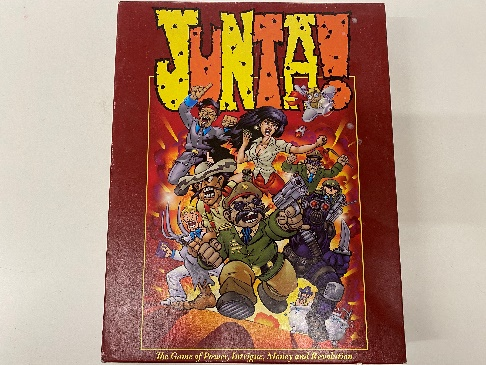 JUNTA!
The Game of Power, Intrigue, Money and Revolution